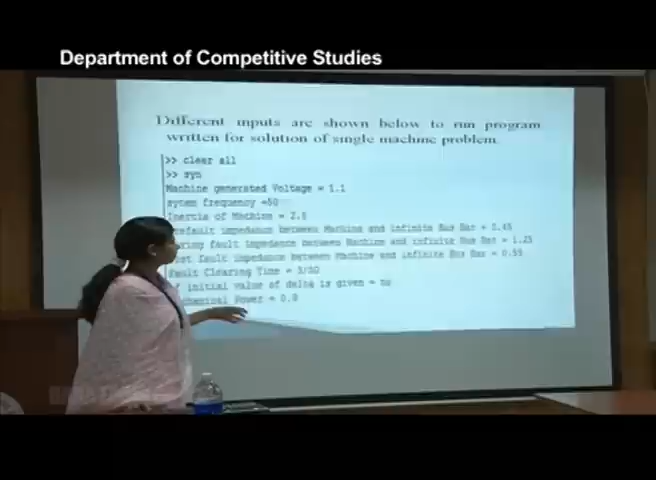 Department of Competitive Studies
Different inputs are shown below to run program
written for solution of single machine problem.
>> clear all
>> syn
Machine generated Voltage = 1.1
sytem frequency =50
Inertia of Machine = 2.5
fault impedance between Machine and infinite Bus Bar = 0.45
fault impedance between Machine and infinite Bus Bar = 1.25
fault impedance between Machine and infinite Bus Bar = 0.55
Fault Clearing Time = 3/50
initial value of delta is given = no
Power = 0.8